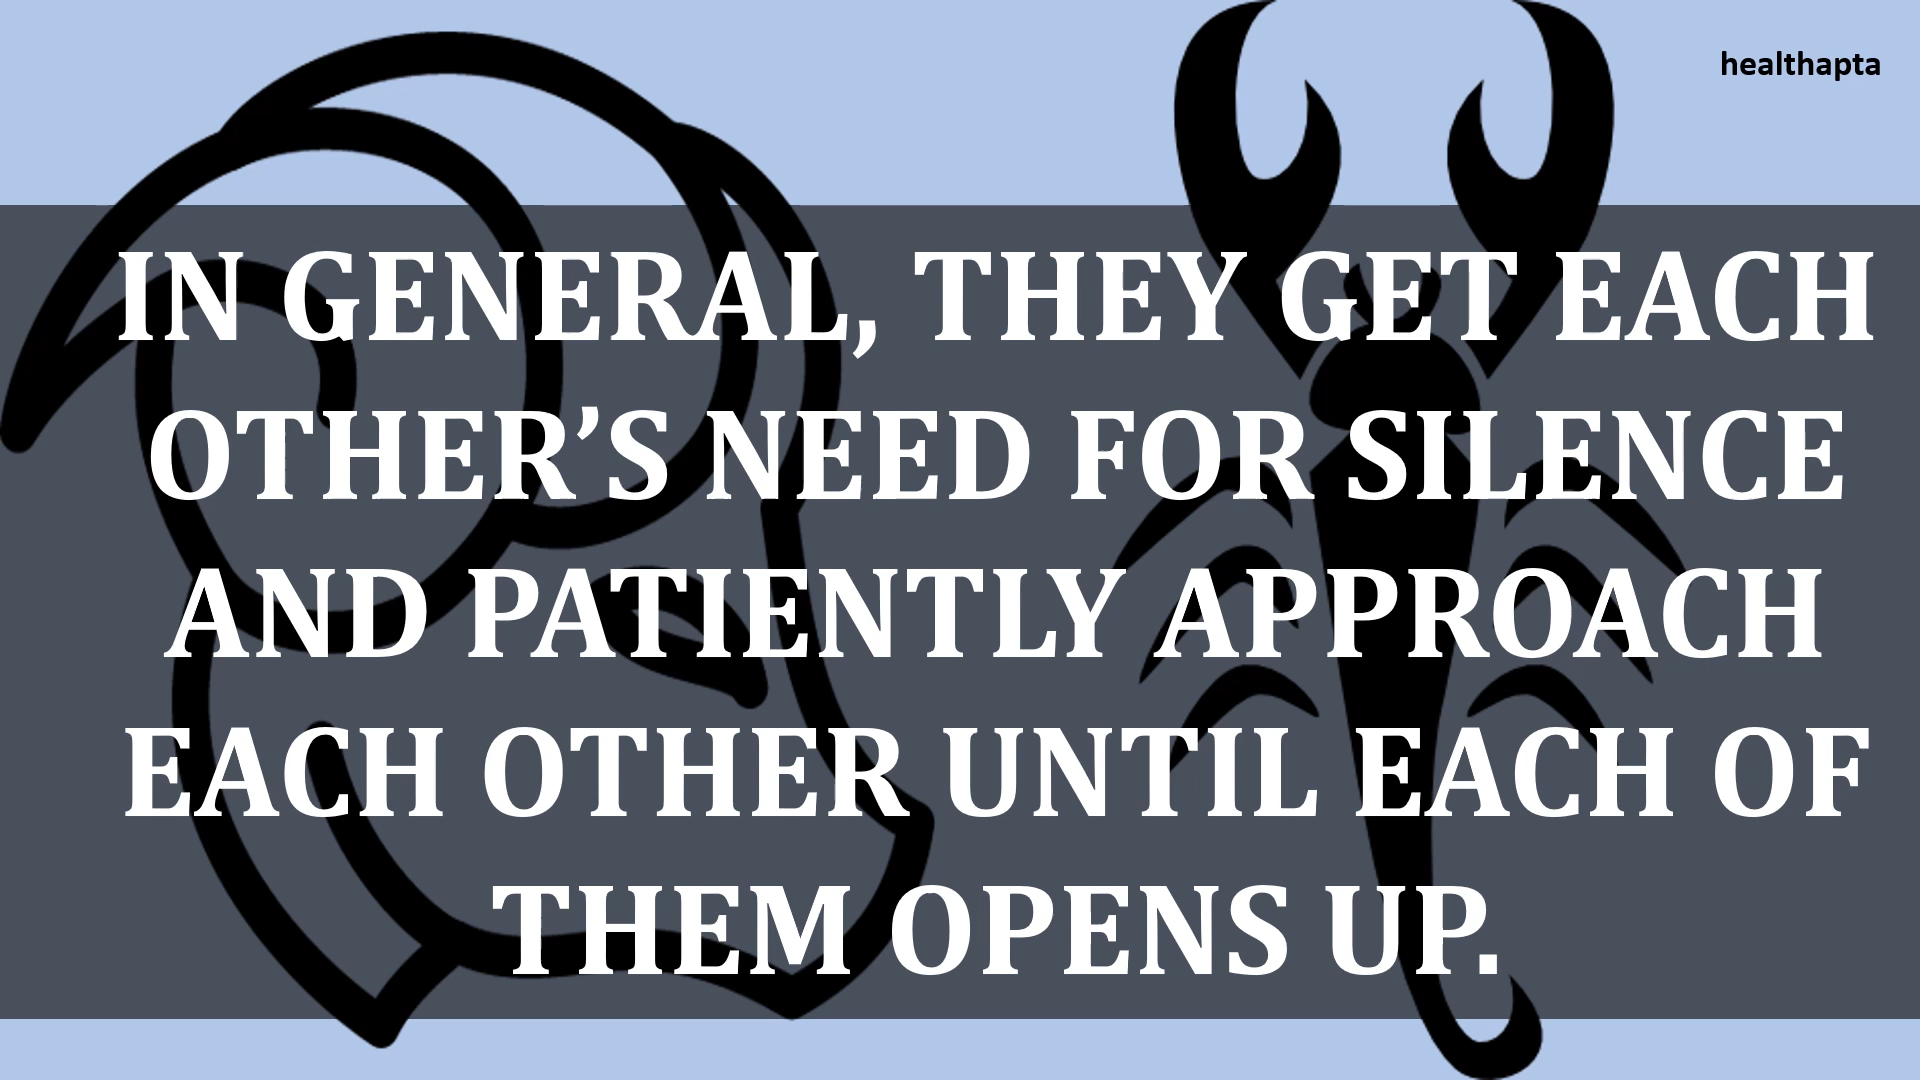 healthapta
IN GENERAL, THEY GET EACH
OTHER’S NEED FOR SILENCE
AND PATIENTLY APPROACH
EACH OTHER UNTIL EACH OF
THEM OPENS UP.